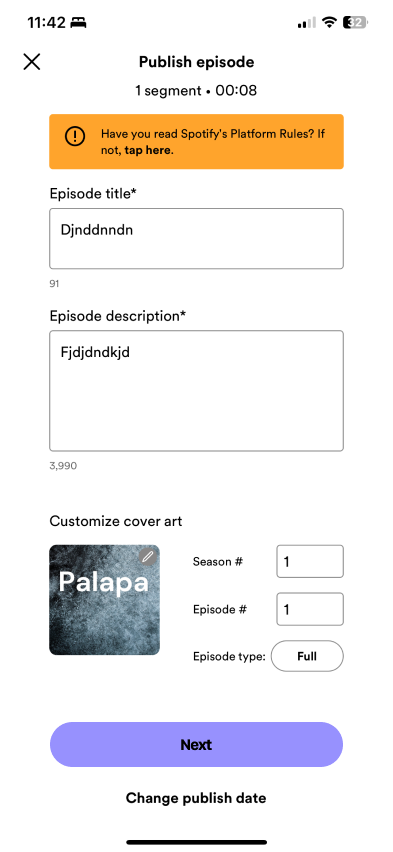 11:42
32
Publish episode
1 segment • 00:08
Have you read Spotify's Platform Rules? If
not, tap here.
Episode title*
Djnddnndn
91
Episode description*
Fjdjdndkjd
3,990
Customize cover art
Palapa
Season #
1
Episode #
1
Episode type:
Full
Next
Change publish date